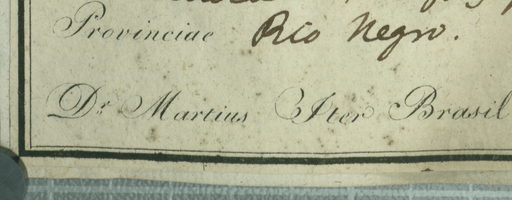 Provinciae Rio Negro.
Dr. Martius Iter Brasil